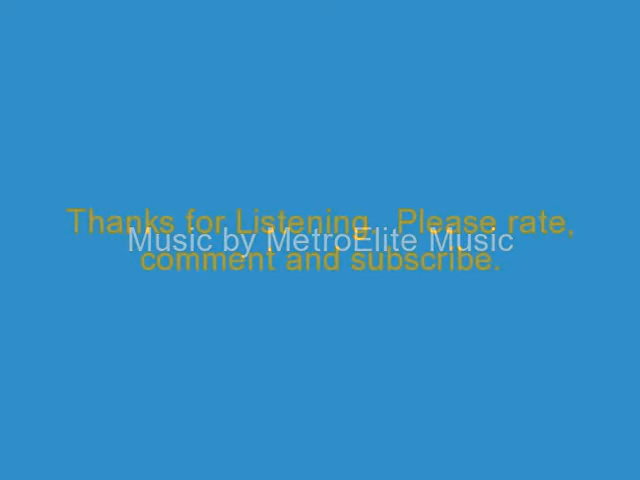 Thanks for Listening. Please rate,
Music by MetroElite Music
comment and subscribe.